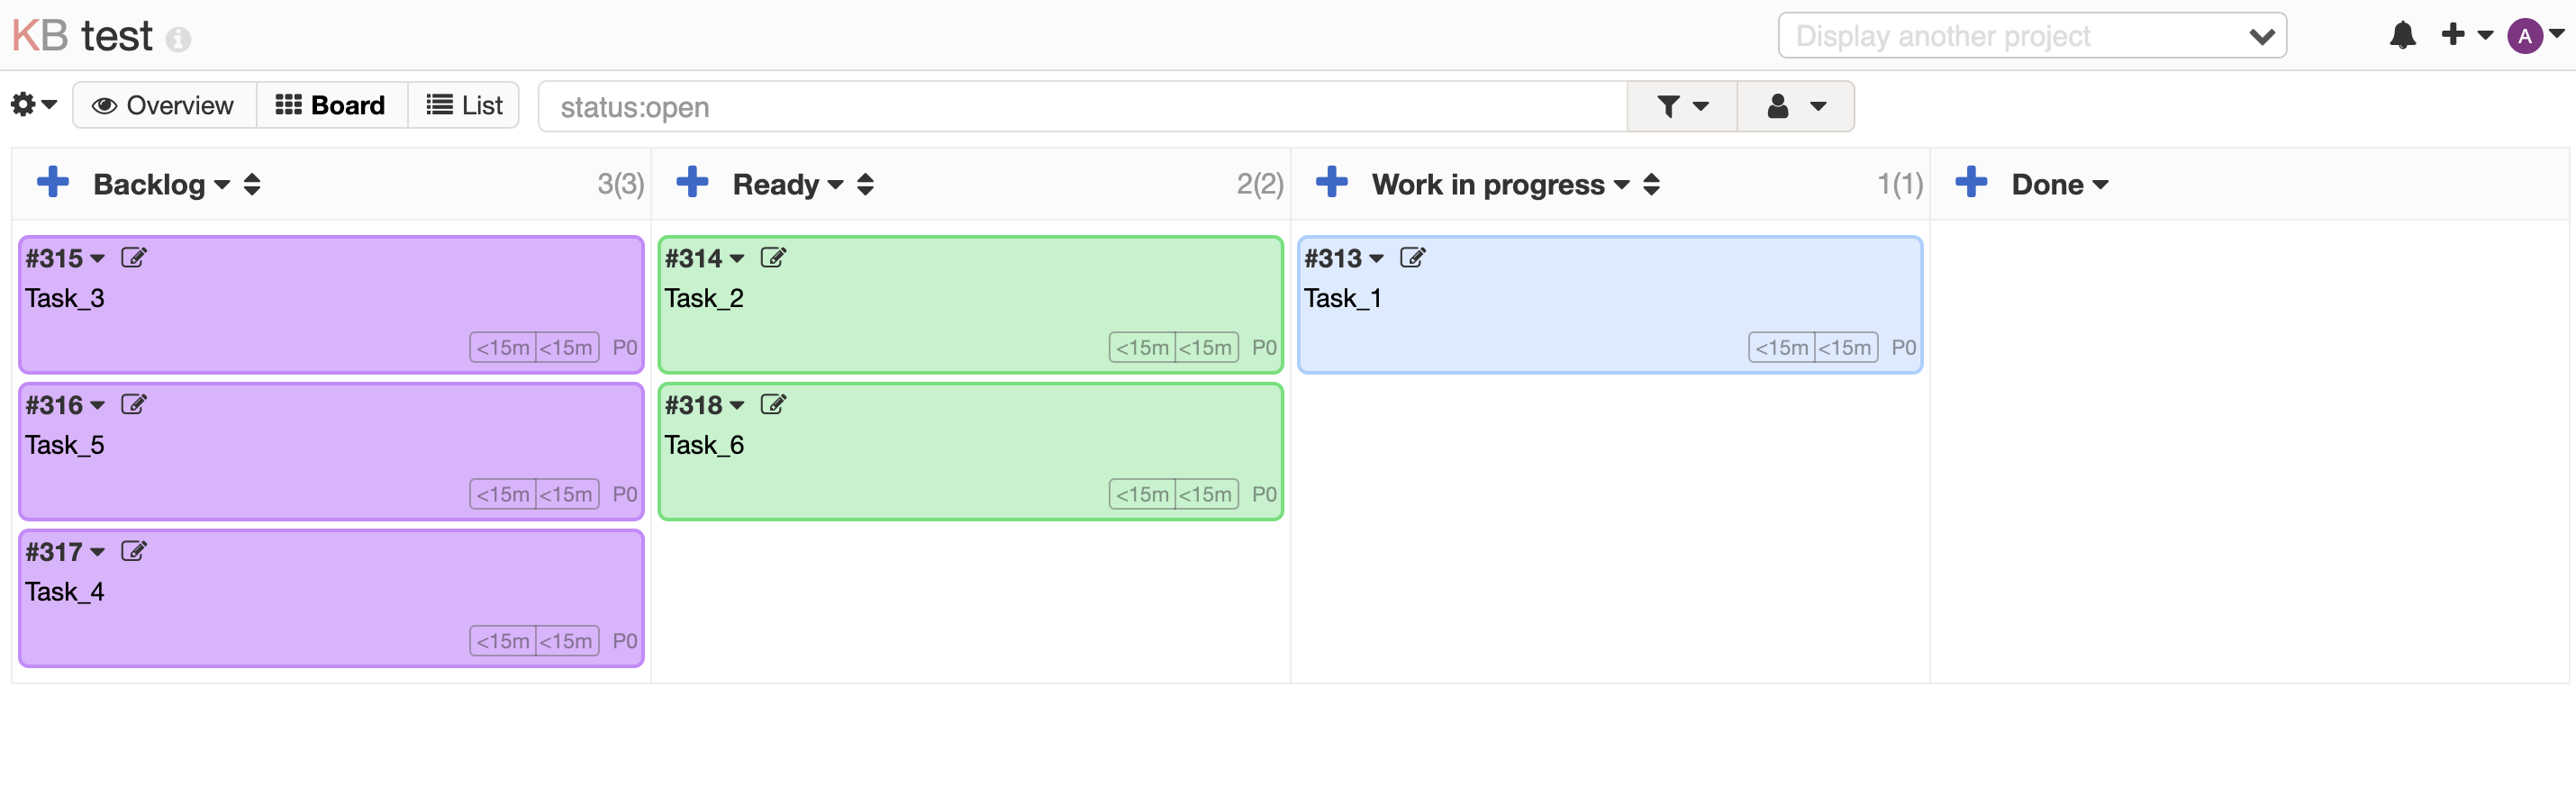 KB test
Display another project
A
Overview Board List
status:open
Backlog 3(3)
#315
Task_3
<15m <15m P0
#316
Task_5
<15m <15m P0
#317
Task_4
<15m <15m P0
Ready 2(2)
#314
Task_2
<15m <15m P0
#318
Task_6
<15m <15m P0
Work in progress 1(1)
#313
Task_1
<15m <15m P0
Done